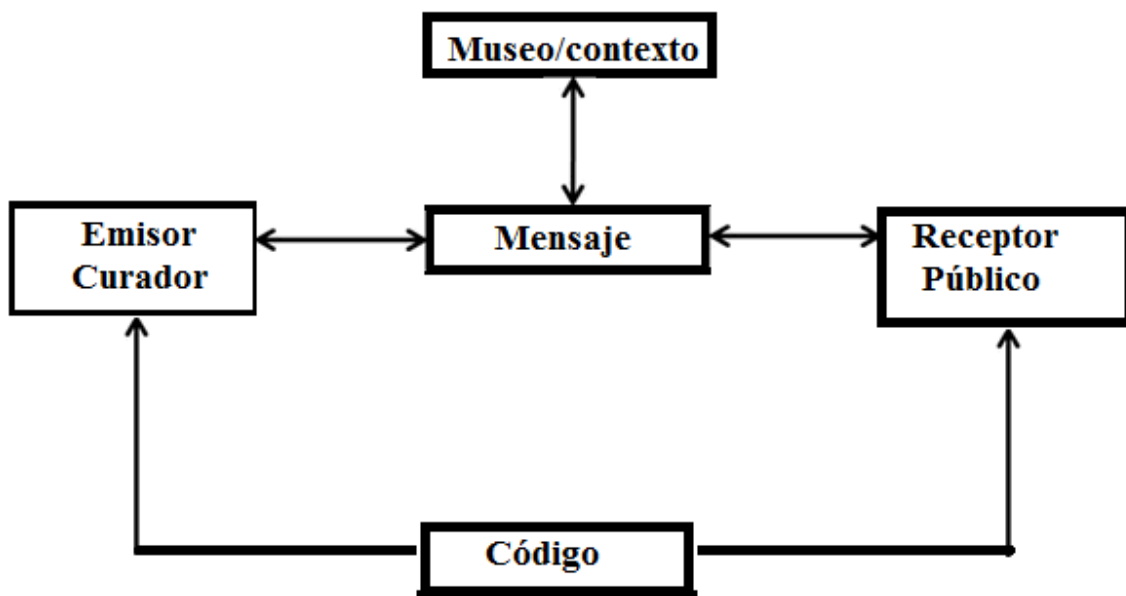 Museo/contexto
Emisor
Curador
Mensaje
Receptor
Público
Código